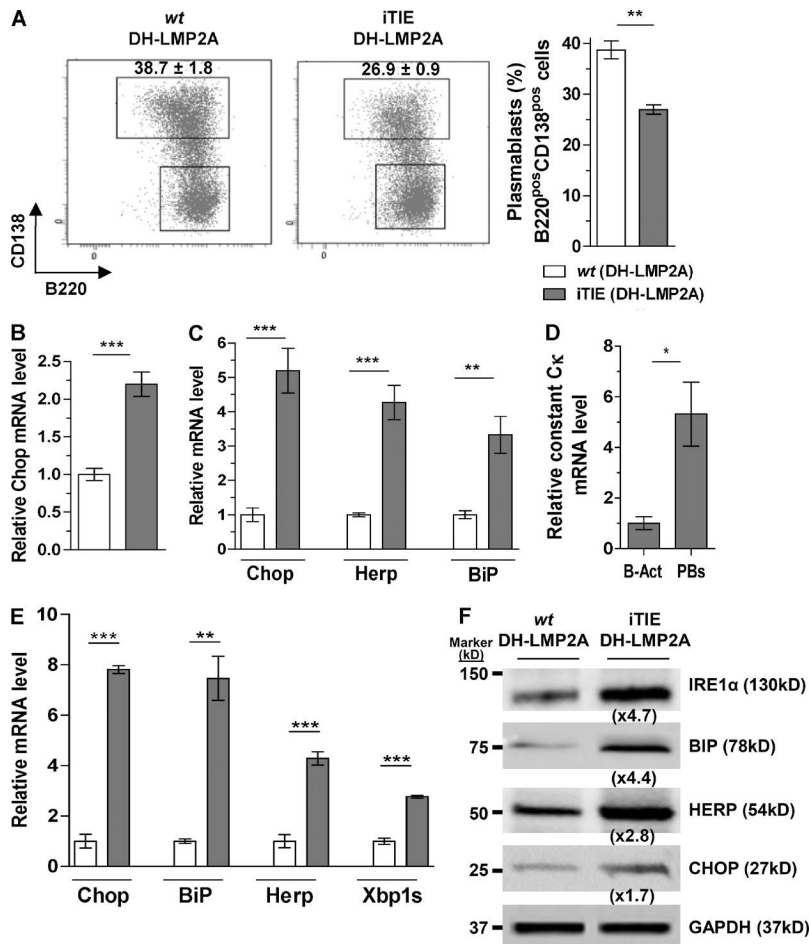 A
wt
DH-LMP2A
iTIE
DH-LMP2A
38.7 ± 1.8
26.9 ± 0.9
0
0
0
0
CD138
B220
Plasmablasts (%)
B220posCD138pos cells
40
30
20
10
0
**
wt (DH-LMP2A)
iTIE (DH-LMP2A)
B
Relative Chop mRNA level
2.5
2.0
1.5
1.0
0.5
0.0
***
C
Relative mRNA level
6
5
4
3
2
1
0
***
***
**
Chop
Herp
BiP
D
Relative constant Cκ
mRNA level
8
6
4
2
0
*
B-Act
PBs
E
Relative mRNA level
10
8
6
4
2
0
***
**
***
***
Chop
BiP
Herp
Xbp1s
F
wt
DH-LMP2A
iTIE
DH-LMP2A
Marker
(kD)
150
IRE1α (130kD)
(x4.7)
75
BIP (78kD)
(x4.4)
50
HERP (54kD)
(x2.8)
25
CHOP (27kD)
(x1.7)
37
GAPDH (37kD)